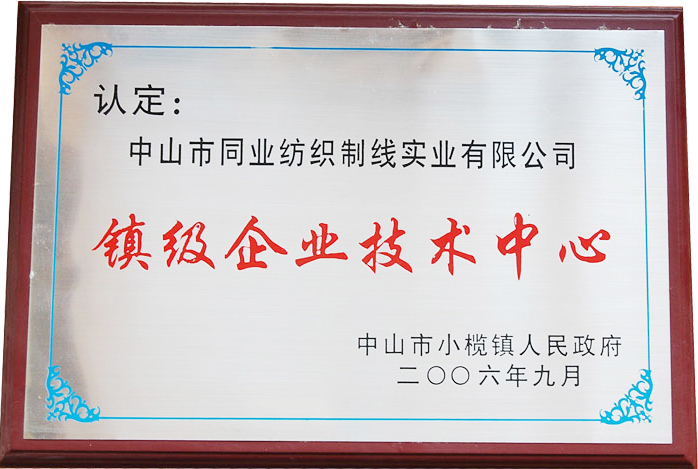 认定：
中山市同业纺织制线实业有限公司
镇级企业技术中心
中山市小榄镇人民政府
二〇〇六年九月